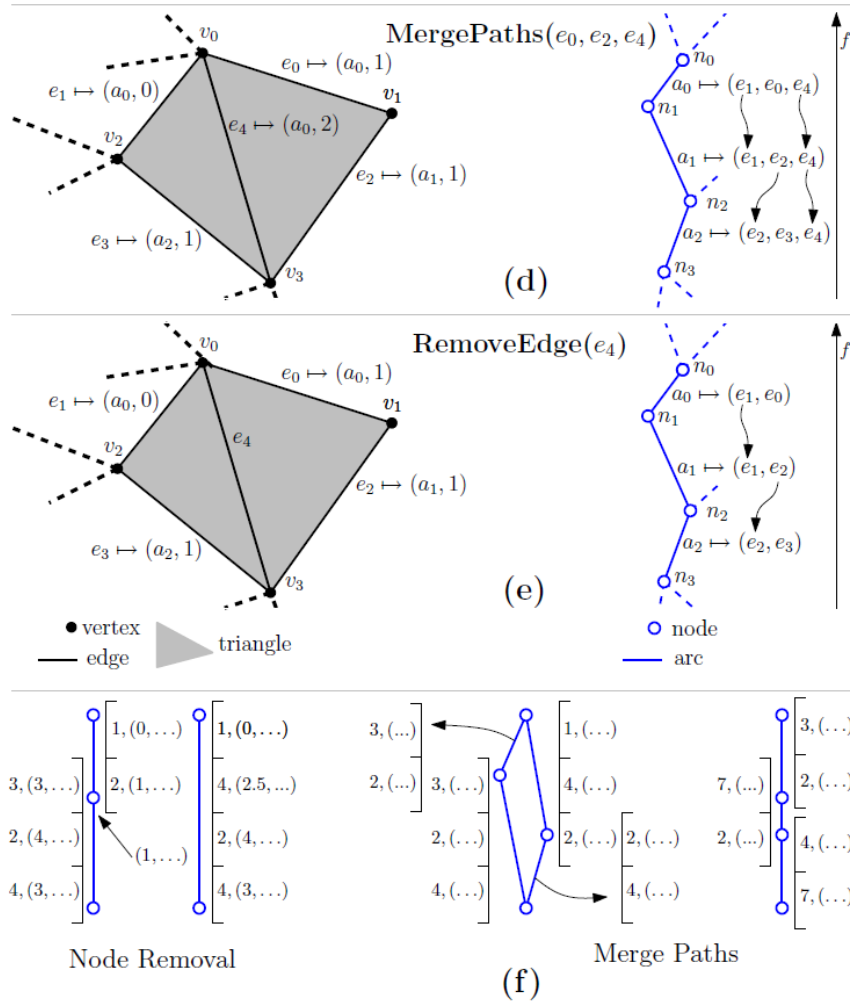 MergePaths(e₀, e₂, e₄)
v₀
e₀ ↦ (a₀, 1)
e₁ ↦ (a₀, 0)
v₁
e₄ ↦ (a₀, 2)
v₂
e₂ ↦ (a₁, 1)
e₃ ↦ (a₂, 1)
v₃
n₀
a₀ ↦ (e₁, e₀, e₄)
n₁
a₁ ↦ (e₁, e₂, e₄)
n₂
a₂ ↦ (e₂, e₃, e₄)
n₃
f
(d)
RemoveEdge(e₄)
v₀
e₀ ↦ (a₀, 1)
e₁ ↦ (a₀, 0)
v₁
e₄
v₂
e₂ ↦ (a₁, 1)
e₃ ↦ (a₂, 1)
v₃
n₀
a₀ ↦ (e₁, e₀)
n₁
a₁ ↦ (e₁, e₂)
n₂
a₂ ↦ (e₂, e₃)
n₃
f
(e)
vertex
edge
triangle
node
arc
1, (0, . . .)
2, (1, . . .)
3, (3, . . .)
2, (4, . . .)
4, (3, . . .)
(1, . . .)
1, (0, . . .)
4, (2.5, ...)
2, (4, . . .)
4, (3, . . .)
Node Removal
3, (...)
2, (...)
3, (. . .)
2, (. . .)
4, (. . .)
1, (. . .)
4, (. . .)
2, (. . .)
2, (. . .)
4, (. . .)
7, (...)
2, (...)
3, (. . .)
2, (. . .)
4, (. . .)
7, (. . .)
Merge Paths
(f)